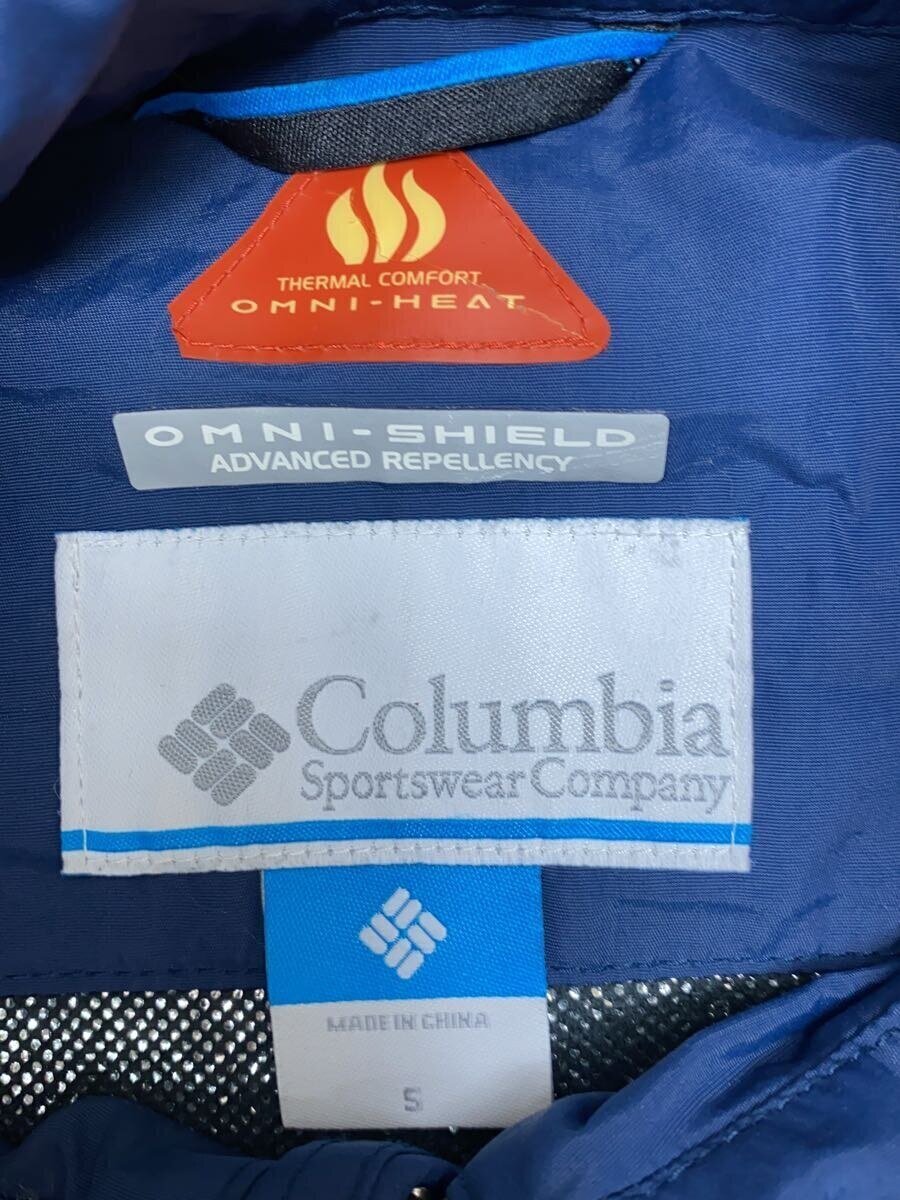 THERMAL COMFORT
OMNI-HEAT
OMNI-SHIELD
ADVANCED REPELLENCY
Columbia
Sportswear Company
MADE IN CHINA
S